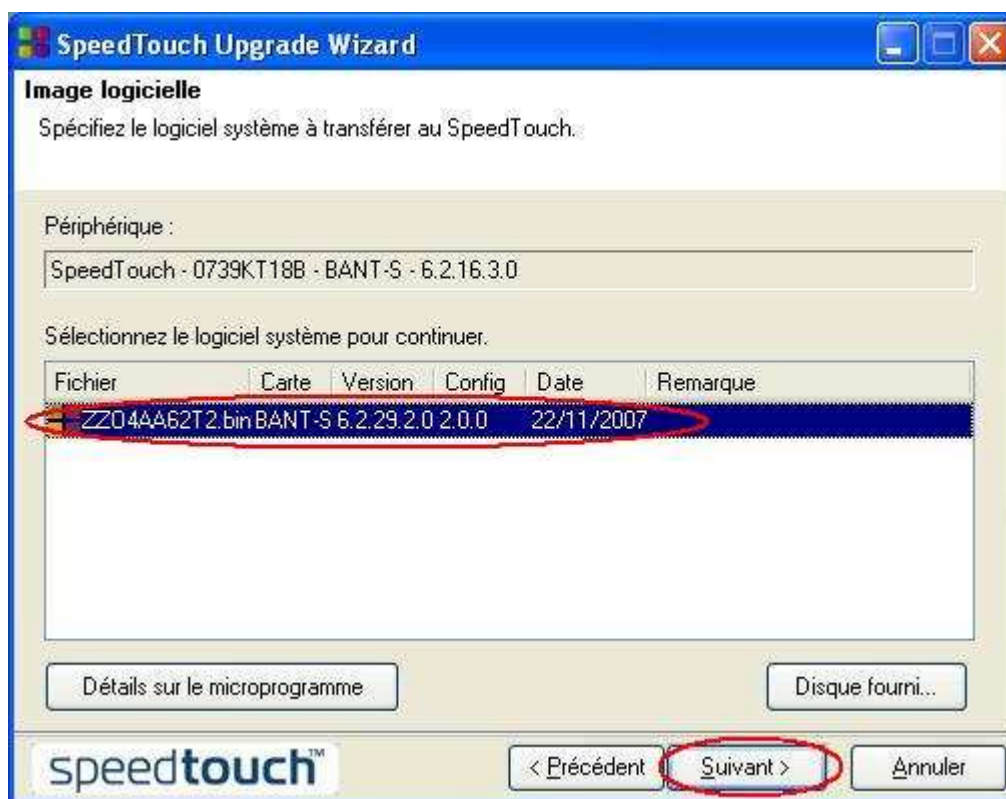 SpeedTouch Upgrade Wizard
Image logicielle
Spécifiez le logiciel système à transférer au SpeedTouch.
Périphérique :
SpeedTouch - 0739KT18B - BANT-S - 6.2.16.3.0
Sélectionnez le logiciel système pour continuer.
Fichier Carte Version Config Date Remarque
ZZO4AA62T2.bin BANT-S 6.2.29.2.0 2.0.0 22/11/2007
Détails sur le microprogramme Disque fourni...
speedtouch™ < Précédent Suivant > Annuler